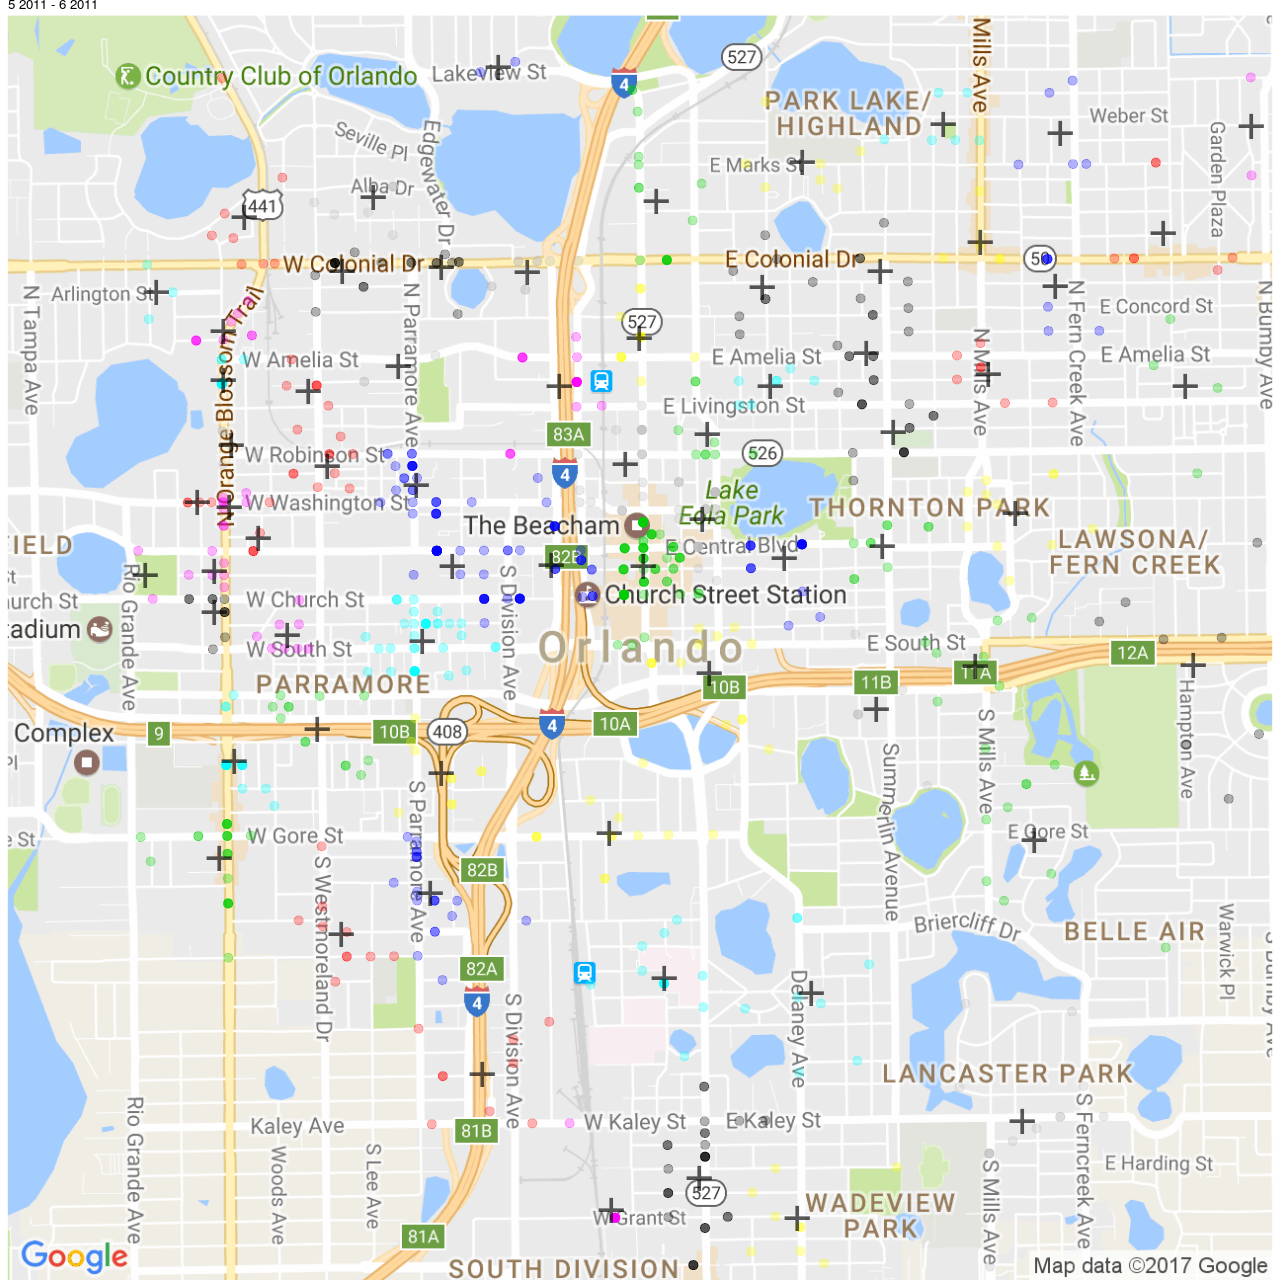 5 2011 - 6 2011
Country Club of Orlando
Lakeview St
4
527
Mills Ave
PARK LAKE/
HIGHLAND
Weber St
Garden Plaza
Seville Pl
Edgewater Dr
E Marks St
Alba Dr
441
W Colonial Dr
E Colonial Dr
50
Arlington St
N Tampa Ave
N Orange Blossom Trail
N Parramore Ave
527
N Fern Creek Ave
E Concord St
N Bumby Ave
W Amelia St
E Amelia St
N Mills Ave
E Amelia St
E Livingston St
83A
W Robinson St
526
4
Lake
Eola Park
W Washington St
THORNTON PARK
The Beacham
E Central Blvd
82B
LAWSONA/
FERN CREEK
FIELD
Rio Grande Ave
S Division Ave
W Church St
Church Street Station
urch St
tadium
Orlando
E South St
W South St
12A
11A
PARRAMORE
10B
11B
Hampton Ave
Complex
9
10B
408
4
10A
S Mills Ave
Summerlin Avenue
S Parramore Ave
W Gore St
E Gore St
e St
S Westmoreland Dr
82B
Briercliff Dr
BELLE AIR
Warwick Pl
S Bumby Ave
82A
4
Delaney Ave
S Division Ave
LANCASTER PARK
Rio Grande Ave
Kaley Ave
81B
W Kaley St
E Kaley St
S Ferncreek Ave
Woods Ave
S Lee Ave
S Mills Ave
E Harding St
527
WADEVIEW
PARK
W Grant St
81A
Google
SOUTH DIVISION
Map data ©2017 Google